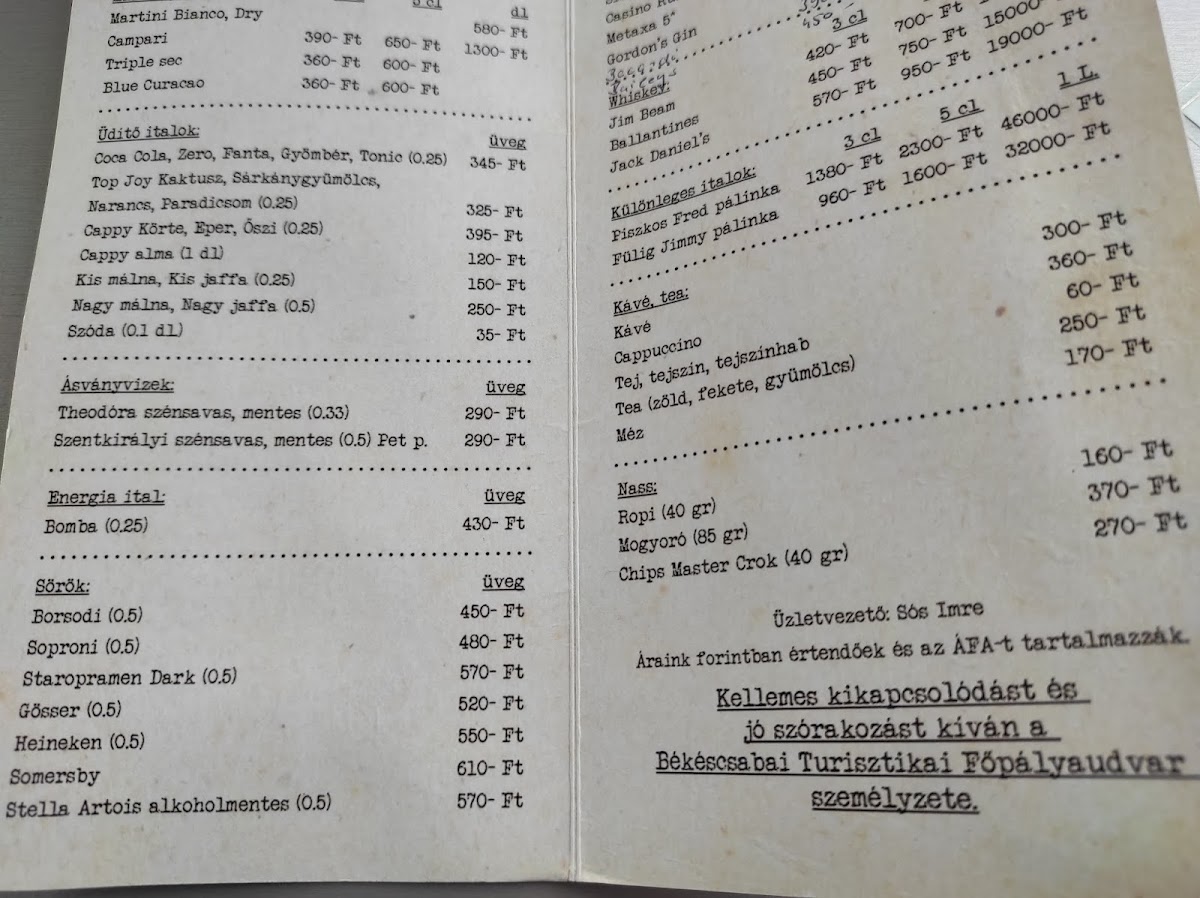 5 cl dl
Martini Bianco, Dry 580- Ft
Campari 390- Ft 650- Ft 1300- Ft
Triple sec 360- Ft 600- Ft
Blue Curacao 360- Ft 600- Ft
Üdítő italok: üveg
Coca Cola, Zero, Fanta, Gyömbér, Tonic (0.25) 345- Ft
Top Joy Kaktusz, Sárkánygyümölcs,
Narancs, Paradicsom (0.25) 325- Ft
Cappy Körte, Eper, Őszi (0.25) 395- Ft
Cappy alma (1 dl) 120- Ft
Kis málna, Kis jaffa (0.25) 150- Ft
Nagy málna, Nagy jaffa (0.5) 250- Ft
Szóda (0.1 dl) 35- Ft
Ásványvizek: üveg
Theodóra szénsavas, mentes (0.33) 290- Ft
Szentkirályi szénsavas, mentes (0.5) Pet p. 290- Ft
Energia ital: üveg
Bomba (0.25) 430- Ft
Sörök: üveg
Borsodi (0.5) 450- Ft
Soproni (0.5) 480- Ft
Staropramen Dark (0.5) 570- Ft
Gösser (0.5) 520- Ft
Heineken (0.5) 550- Ft
Somersby 610- Ft
Stella Artois alkoholmentes (0.5) 570- Ft
Casino
Metaxa 5*
Gordon's Gin
450
Whiskey: 3 cl
Jim Beam 420- Ft 700- Ft
Ballantines 450- Ft 750- Ft 15000-
Jack Daniel's 570- Ft 950- Ft 19000- Ft
Különleges italok: 3 cl 5 cl 1 L.
Piszkos Fred pálinka 1380- Ft 2300- Ft 46000- Ft
Fülig Jimmy pálinka 960- Ft 1600- Ft 32000- Ft
Kávé, tea:
Kávé 300- Ft
Cappuccino 360- Ft
Tej, tejszín, tejszínhab 60- Ft
Tea (zöld, fekete, gyümölcs) 250- Ft
Méz 170- Ft
Nass:
Ropi (40 gr) 160- Ft
Mogyoró (85 gr) 370- Ft
Chips Master Crok (40 gr) 270- Ft
Üzletvezető: Sós Imre
Áraink forintban értendőek és az ÁFA-t tartalmazzák.
Kellemes kikapcsolódást és
jó szórakozást kíván a
Békéscsabai Turisztikai Főpályaudvar
személyzete.